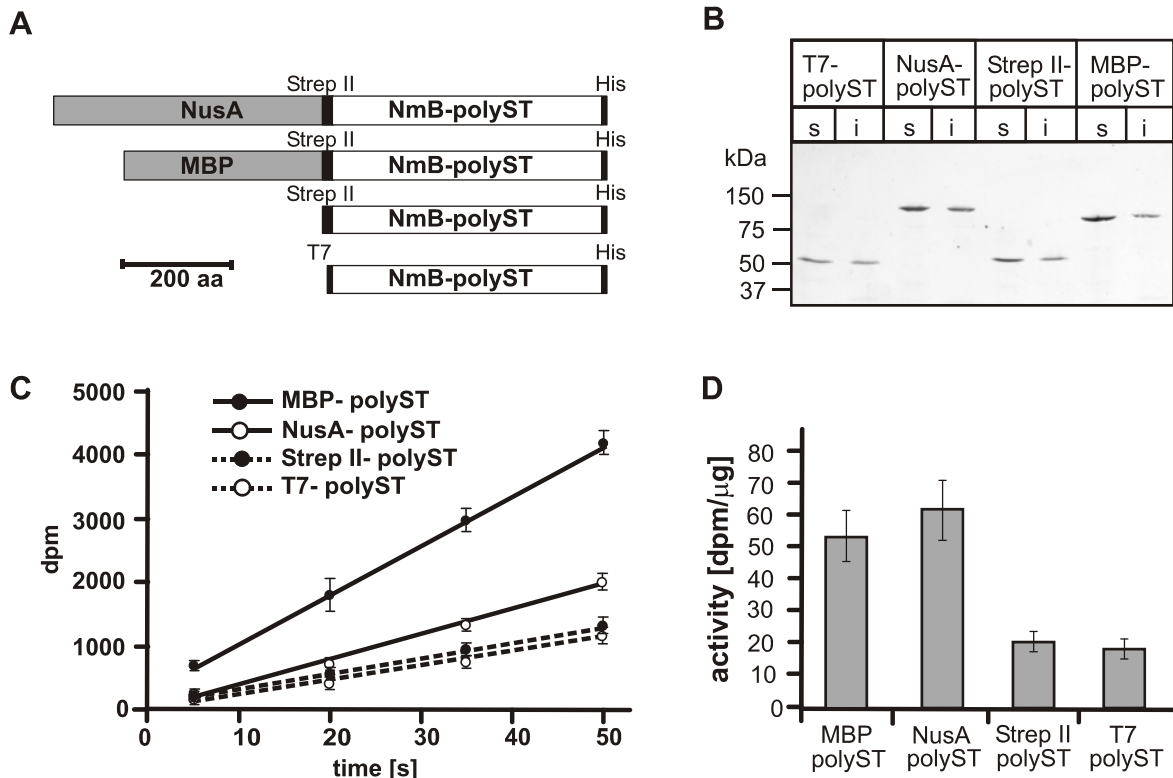 A
Strep II His
NusA NmB-polyST
Strep II His
MBP NmB-polyST
Strep II His
NmB-polyST
T7 His
NmB-polyST
200 aa
B
T7- NusA- Strep II- MBP-
polyST polyST polyST polyST
s i s i s i s i
kDa
150
75
50
37
C
5000
4000
3000
2000
1000
0
dpm
MBP- polyST
NusA- polyST
Strep II- polyST
T7- polyST
0 10 20 30 40 50
time [s]
D
80
70
60
50
40
30
20
10
0
activity [dpm/µg]
MBP NusA Strep II T7
polyST polyST polyST polyST